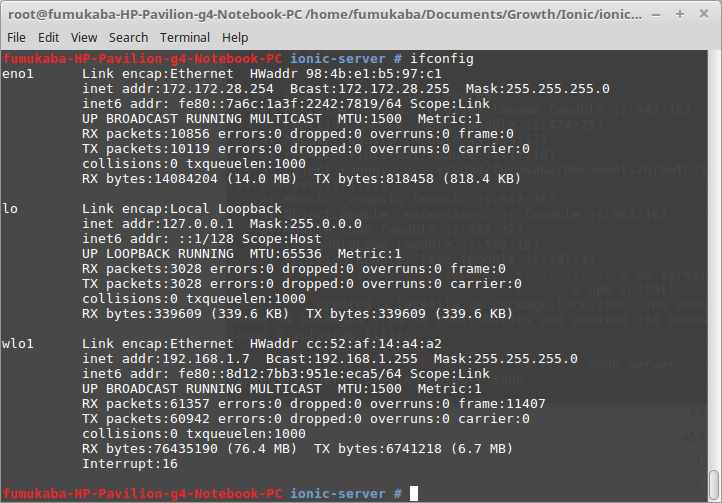 root@fumukaba-HP-Pavilion-g4-Notebook-PC /home/fumukaba/Documents/Growth/Ionic/ionic...
File Edit View Search Terminal Help
fumukaba-HP-Pavilion-g4-Notebook-PC ionic-server # ifconfig
eno1      Link encap:Ethernet  HWaddr 98:4b:e1:b5:97:c1
          inet addr:172.172.28.254  Bcast:172.172.28.255  Mask:255.255.255.0
          inet6 addr: fe80::7a6c:1a3f:2242:7819/64 Scope:Link
          UP BROADCAST RUNNING MULTICAST  MTU:1500  Metric:1
          RX packets:10856 errors:0 dropped:0 overruns:0 frame:0
          TX packets:10119 errors:0 dropped:0 overruns:0 carrier:0
          collisions:0 txqueuelen:1000
          RX bytes:14084204 (14.0 MB)  TX bytes:818458 (818.4 KB)
lo        Link encap:Local Loopback
          inet addr:127.0.0.1  Mask:255.0.0.0
          inet6 addr: ::1/128 Scope:Host
          UP LOOPBACK RUNNING  MTU:65536  Metric:1
          RX packets:3028 errors:0 dropped:0 overruns:0 frame:0
          TX packets:3028 errors:0 dropped:0 overruns:0 carrier:0
          collisions:0 txqueuelen:1000
          RX bytes:339609 (339.6 KB)  TX bytes:339609 (339.6 KB)
wlo1      Link encap:Ethernet  HWaddr cc:52:af:14:a4:a2
          inet addr:192.168.1.7  Bcast:192.168.1.255  Mask:255.255.255.0
          inet6 addr: fe80::8d12:7bb3:951e:eca5/64 Scope:Link
          UP BROADCAST RUNNING MULTICAST  MTU:1500  Metric:1
          RX packets:61357 errors:0 dropped:0 overruns:0 frame:11407
          TX packets:60942 errors:0 dropped:0 overruns:0 carrier:0
          collisions:0 txqueuelen:1000
          RX bytes:76435190 (76.4 MB)  TX bytes:6741218 (6.7 MB)
          Interrupt:16
fumukaba-HP-Pavilion-g4-Notebook-PC ionic-server #